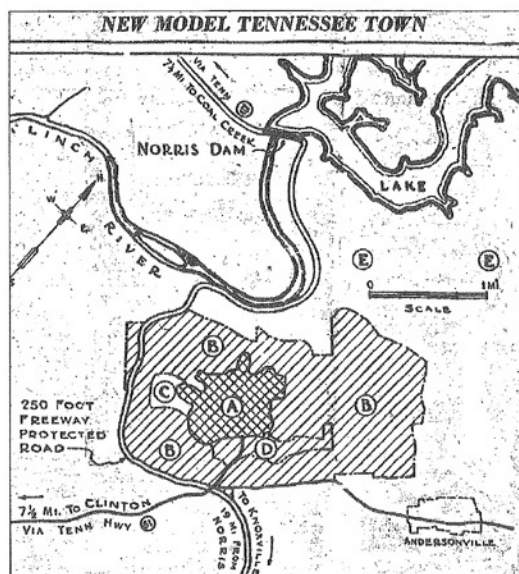 NEW MODEL TENNESSEE TOWN
VIA TENN
61
7½ MI. TO COAL CREEK
NORRIS DAM
LAKE
CLINCH
RIVER
N
W
E
S
E
E
0 1 MI
SCALE
B
C
A
B
B
D
250 FOOT
FREEWAY
PROTECTED
ROAD
7½ MI. TO CLINTON
VIA TENN HWY 61
TO KNOXVILLE
19 MI. FROM
NORRIS
ANDERSONVILLE